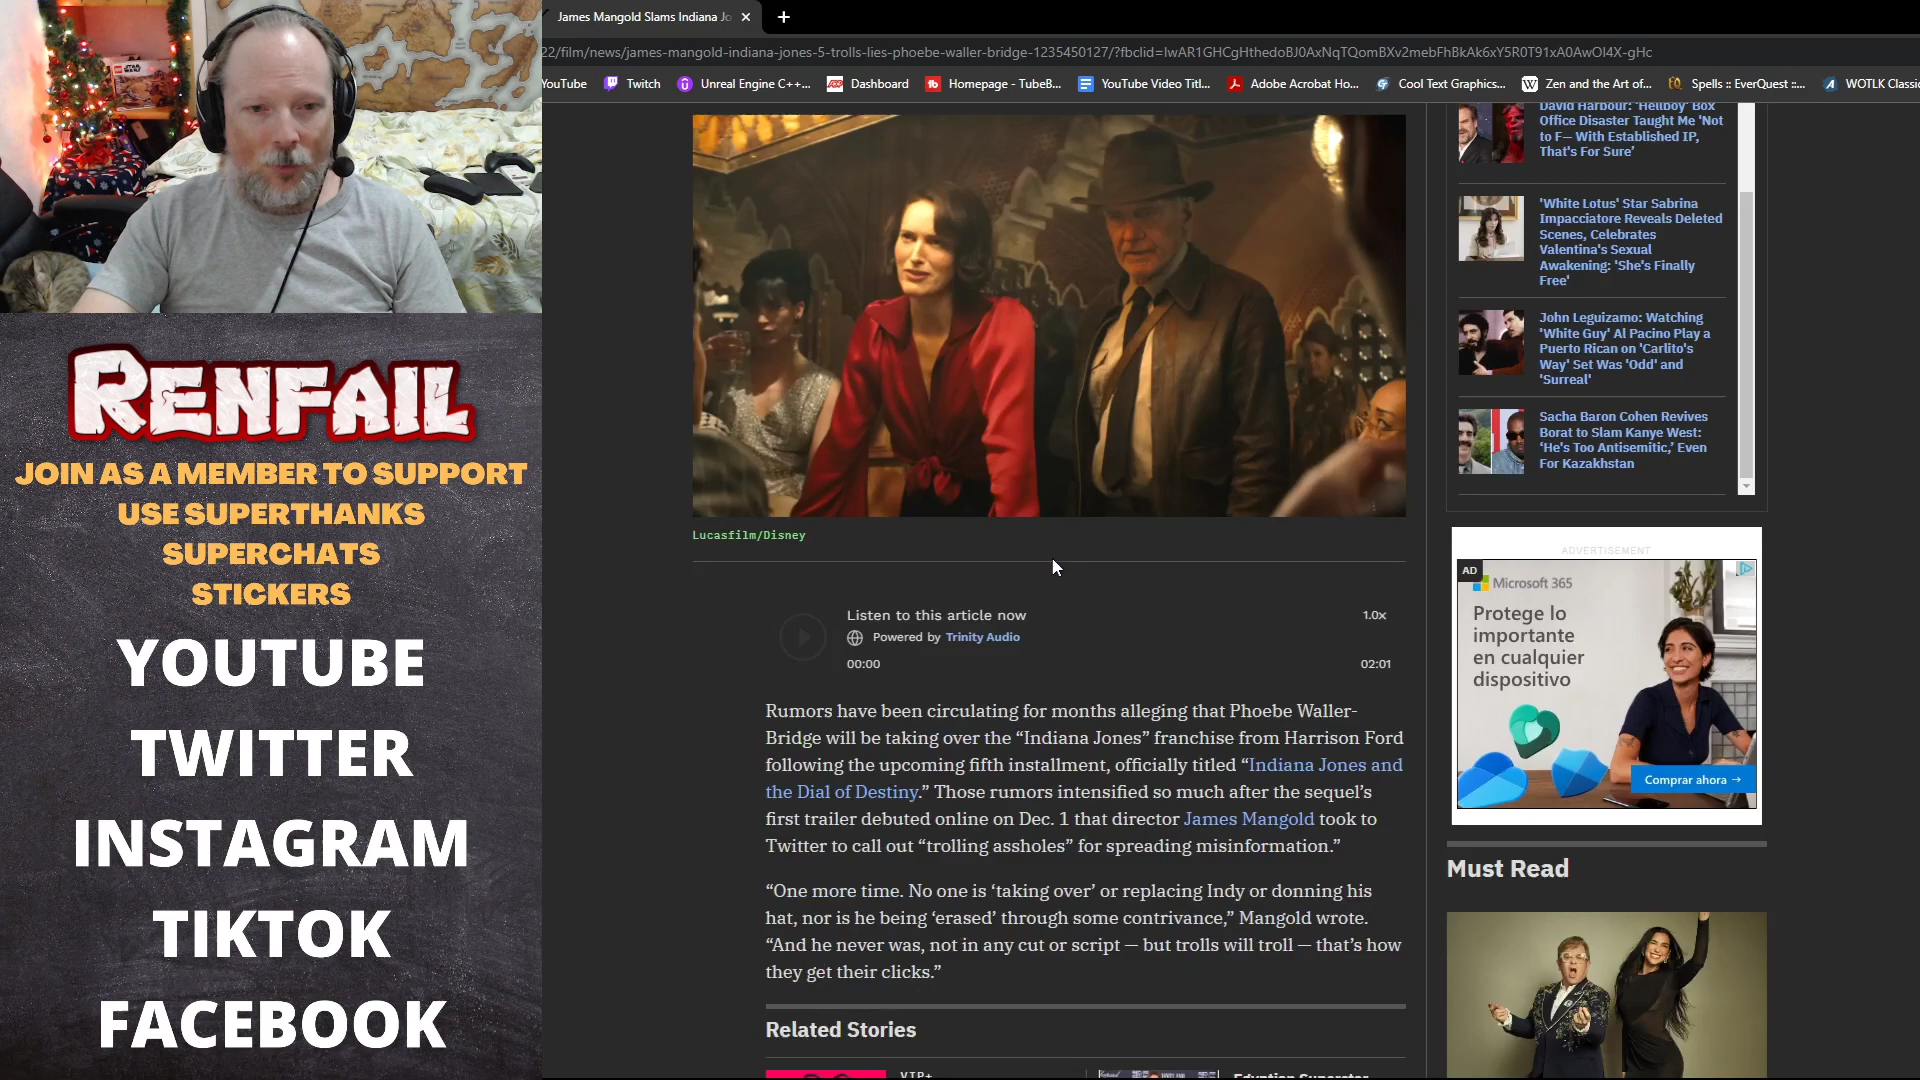 James Mangold Slams Indiana Jo
22/film/news/james-mangold-indiana-jones-5-trolls-lies-phoebe-waller-bridge-1235450127/?fbclid=IwAR1GHCgHthedoBJ0AxNqTQomBXv2mebFhBkAk6xY5R0T91xA0AwOl4X-gHc
YouTube
Twitch
Unreal Engine C++...
Dashboard
Homepage - TubeB...
YouTube Video Titl...
Adobe Acrobat Ho...
Cool Text Graphics...
Zen and the Art of...
Spells :: EverQuest ::...
WOTLK Classic
RENFAIL
JOIN AS A MEMBER TO SUPPORT
USE SUPERTHANKS
SUPERCHATS
STICKERS
YOUTUBE
TWITTER
INSTAGRAM
TIKTOK
FACEBOOK
Lucasfilm/Disney
Listen to this article now
1.0x
Powered by Trinity Audio
00:00
02:01
Rumors have been circulating for months alleging that Phoebe Waller-
Bridge will be taking over the “Indiana Jones” franchise from Harrison Ford
following the upcoming fifth installment, officially titled “Indiana Jones and
the Dial of Destiny.” Those rumors intensified so much after the sequel’s
first trailer debuted online on Dec. 1 that director James Mangold took to
Twitter to call out “trolling assholes” for spreading misinformation.”
“One more time. No one is ‘taking over’ or replacing Indy or donning his
hat, nor is he being ‘erased’ through some contrivance,” Mangold wrote.
“And he never was, not in any cut or script — but trolls will troll — that’s how
they get their clicks.”
Related Stories
VIP+
Egyptian Superstar
David Harbour: ‘Hellboy’ Box
Office Disaster Taught Me ‘Not
to F— With Established IP,
That’s For Sure’
‘White Lotus’ Star Sabrina
Impacciatore Reveals Deleted
Scenes, Celebrates
Valentina’s Sexual
Awakening: ‘She’s Finally
Free’
John Leguizamo: Watching
‘White Guy’ Al Pacino Play a
Puerto Rican on ‘Carlito’s
Way’ Set Was ‘Odd’ and
‘Surreal’
Sacha Baron Cohen Revives
Borat to Slam Kanye West:
‘He’s Too Antisemitic,’ Even
For Kazakhstan
ADVERTISEMENT
AD
Microsoft 365
Protege lo
importante
en cualquier
dispositivo
Comprar ahora →
Must Read